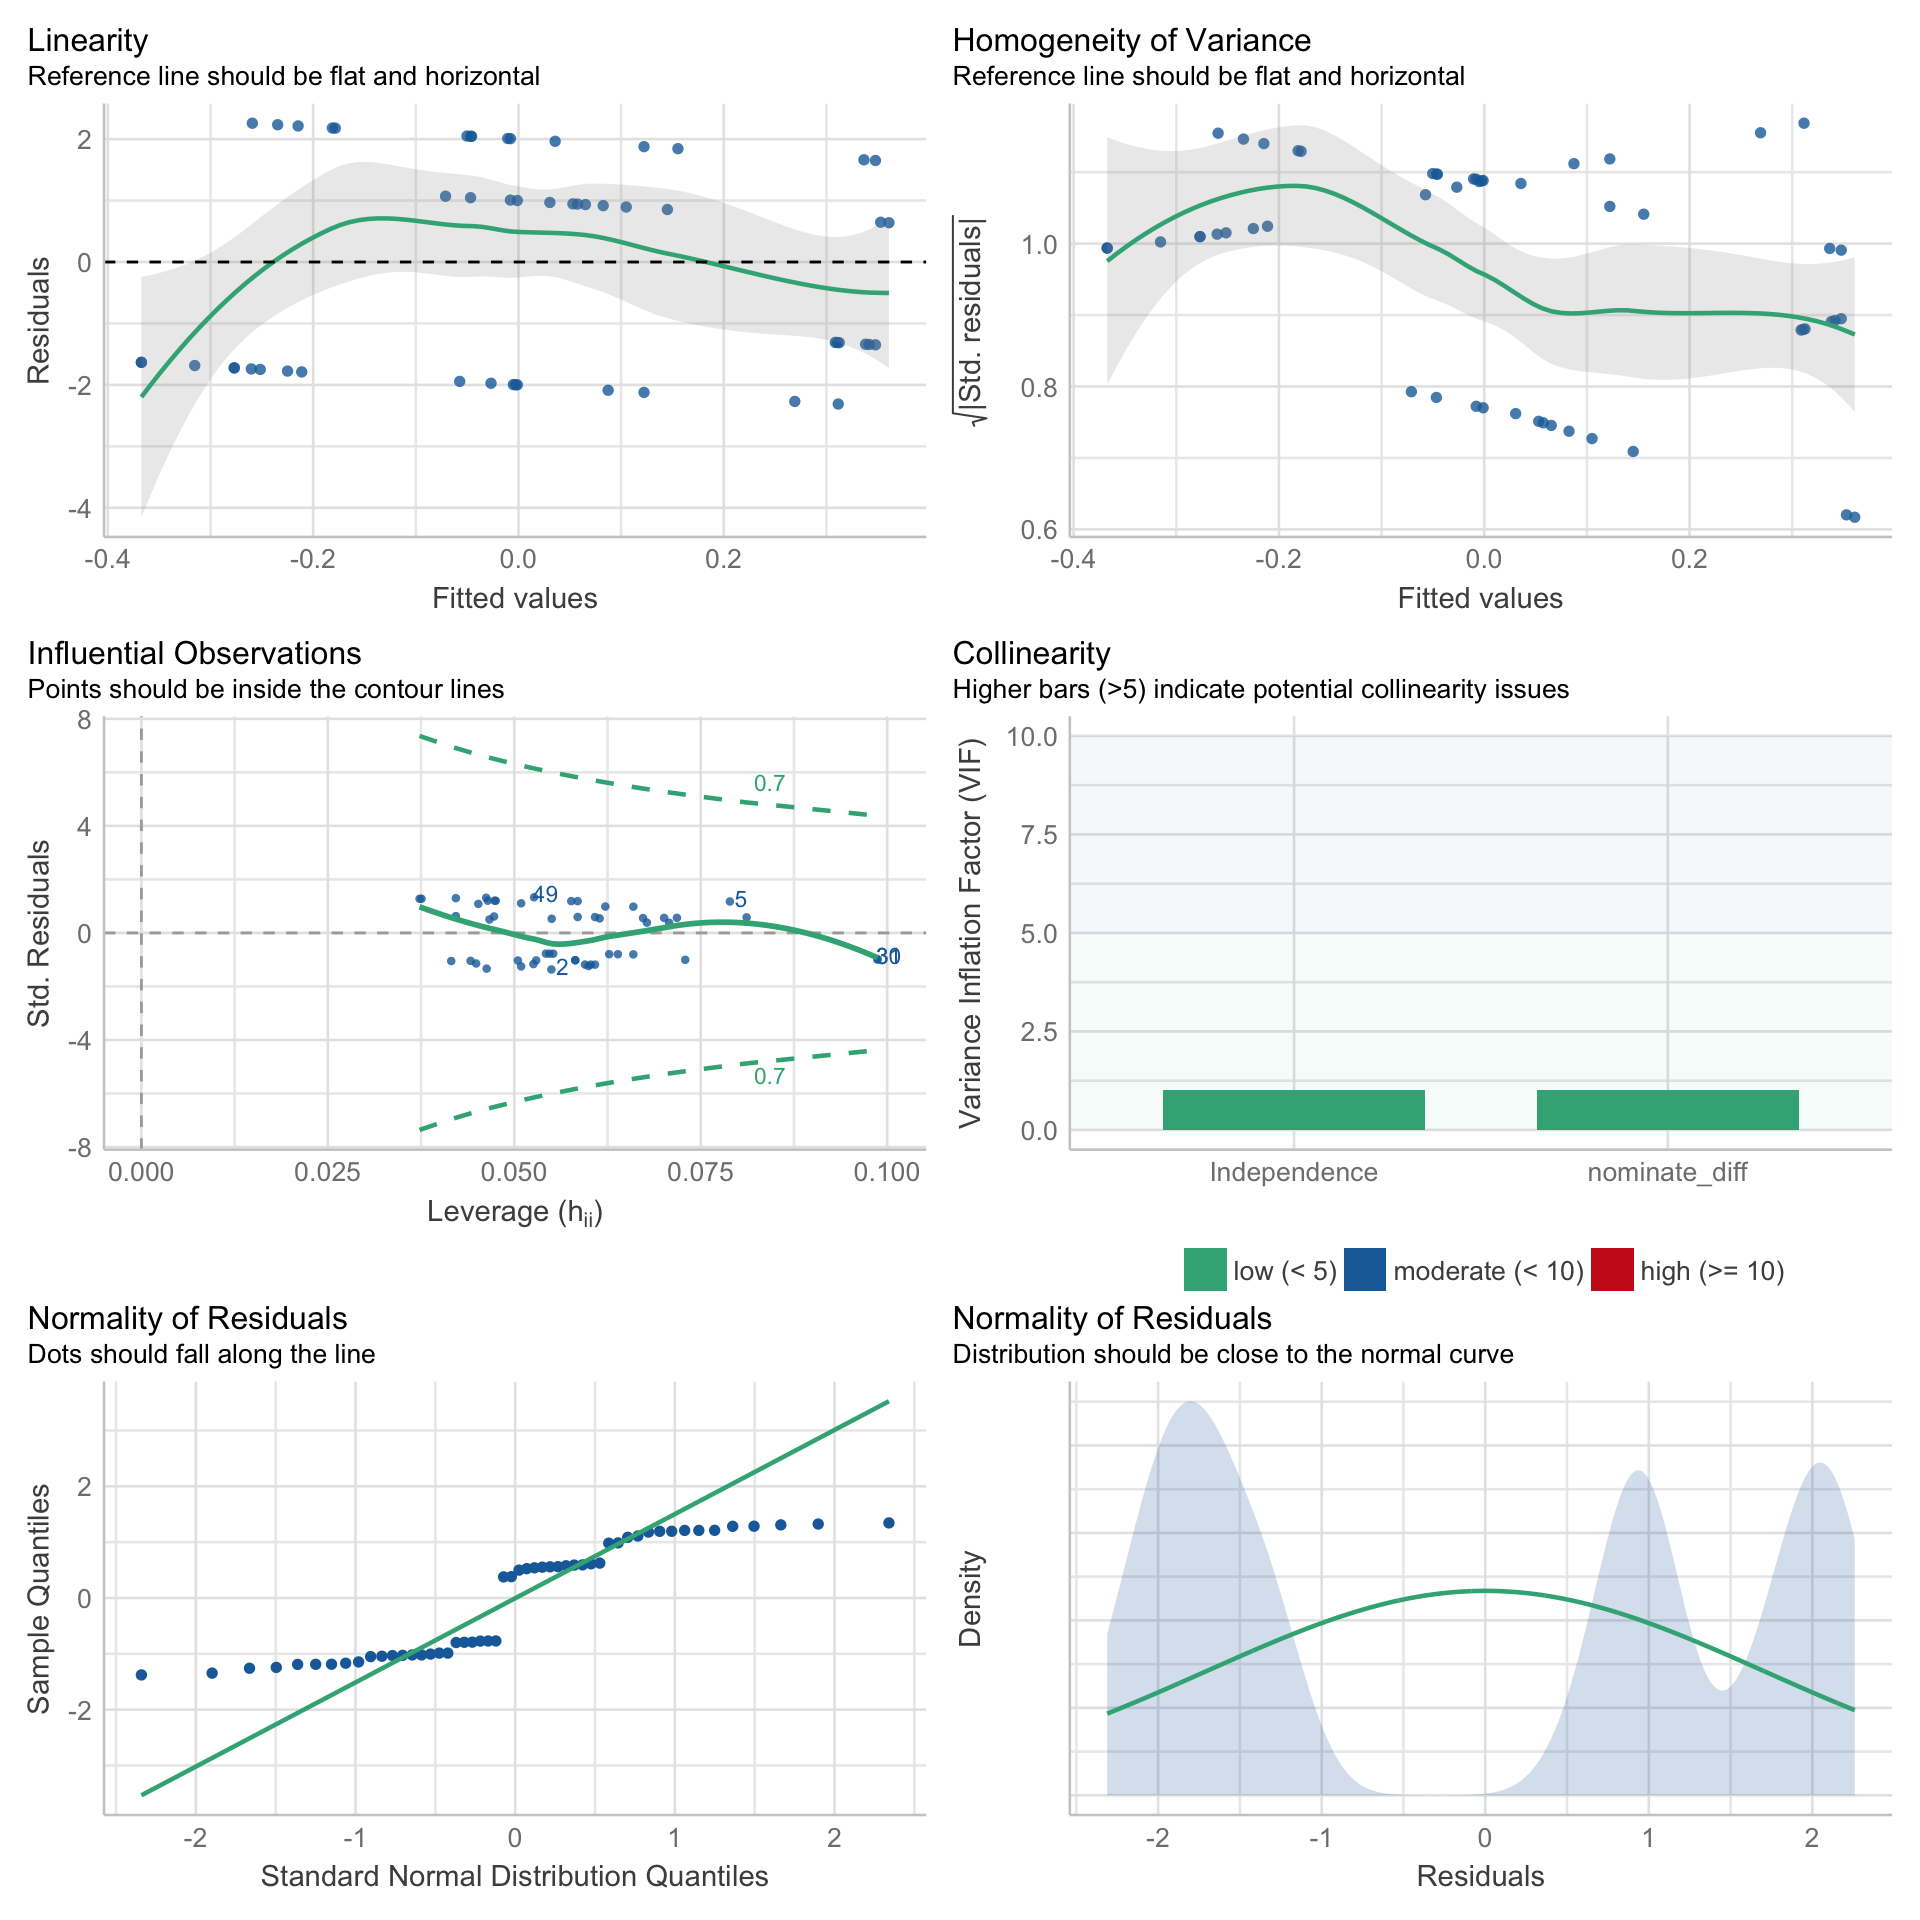 Linearity
Reference line should be flat and horizontal
Residuals
2
0
-2
-4
-0.4
-0.2
0.0
0.2
Fitted values
Homogeneity of Variance
Reference line should be flat and horizontal
√|Std. residuals|
1.0
0.8
0.6
-0.4
-0.2
0.0
0.2
Fitted values
Influential Observations
Points should be inside the contour lines
Std. Residuals
8
4
0
-4
-8
0.7
49
5
2
0.7
0.000
0.025
0.050
0.075
0.100
Leverage (hii)
Collinearity
Higher bars (>5) indicate potential collinearity issues
Variance Inflation Factor (VIF)
10.0
7.5
5.0
2.5
0.0
Independence
nominate_diff
low (< 5)
moderate (< 10)
high (>= 10)
Normality of Residuals
Dots should fall along the line
Sample Quantiles
2
0
-2
-2
-1
0
1
2
Standard Normal Distribution Quantiles
Normality of Residuals
Distribution should be close to the normal curve
Density
-2
-1
0
1
2
Residuals